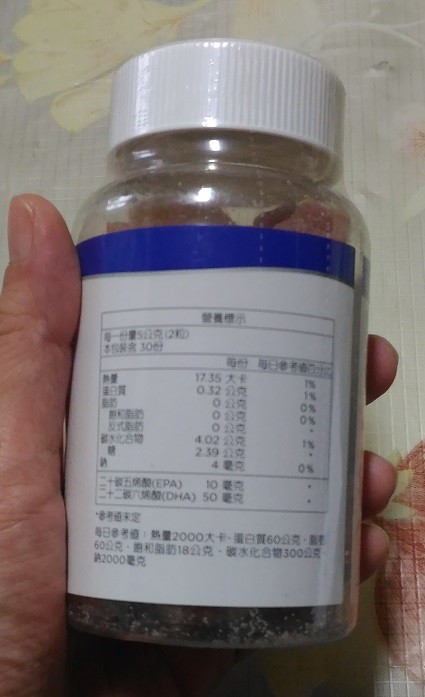 營養標示
每一份量5公克(2粒)
本包裝含 30份
每份 每日參考值百分比
熱量 17.35 大卡 1%
蛋白質 0.32 公克 1%
脂肪 0 公克 0%
飽和脂肪 0 公克 0%
反式脂肪 0 公克 *
碳水化合物 4.02 公克 1%
糖 2.39 公克 *
鈉 4 毫克 0%
二十碳五烯酸(EPA) 10 毫克 *
二十二碳六烯酸(DHA) 50 毫克 *
*參考值未定
每日參考值：熱量2000大卡、蛋白質60公克、脂肪
60公克、飽和脂肪18公克、碳水化合物300公克、
鈉2000毫克